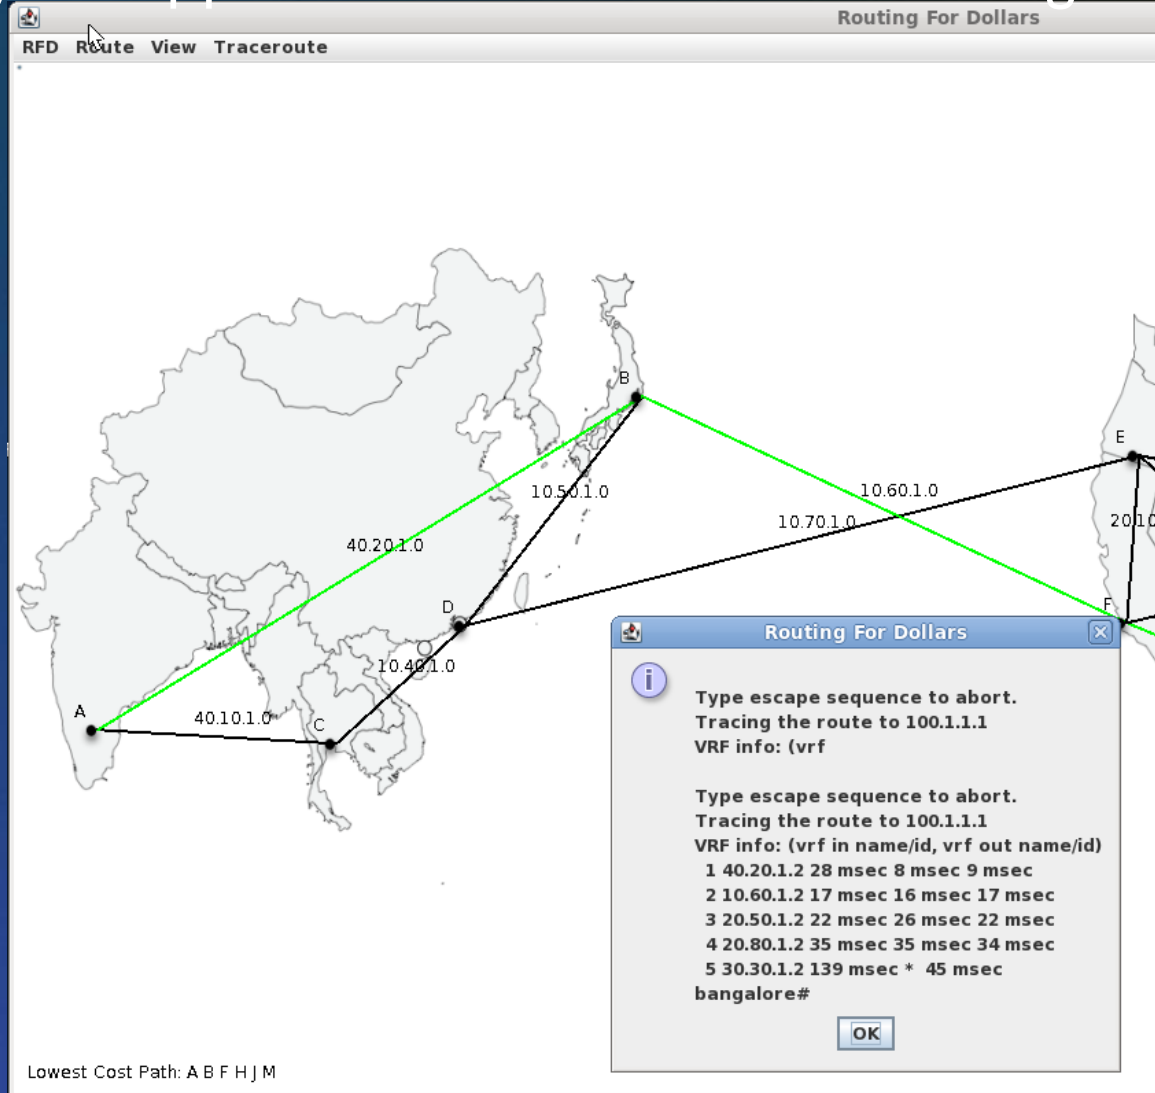 Routing For Dollars
RFD Route View Traceroute
B
E
10.50.1.0
10.60.1.0
10.70.1.0
20.10
40.20.1.0
D
F
10.40.1.0
A
40.10.1.0
C
Routing For Dollars
Type escape sequence to abort.
Tracing the route to 100.1.1.1
VRF info: (vrf
Type escape sequence to abort.
Tracing the route to 100.1.1.1
VRF info: (vrf in name/id, vrf out name/id)
1 40.20.1.2 28 msec 8 msec 9 msec
2 10.60.1.2 17 msec 16 msec 17 msec
3 20.50.1.2 22 msec 26 msec 22 msec
4 20.80.1.2 35 msec 35 msec 34 msec
5 30.30.1.2 139 msec * 45 msec
bangalore#
OK
Lowest Cost Path: A B F H J M